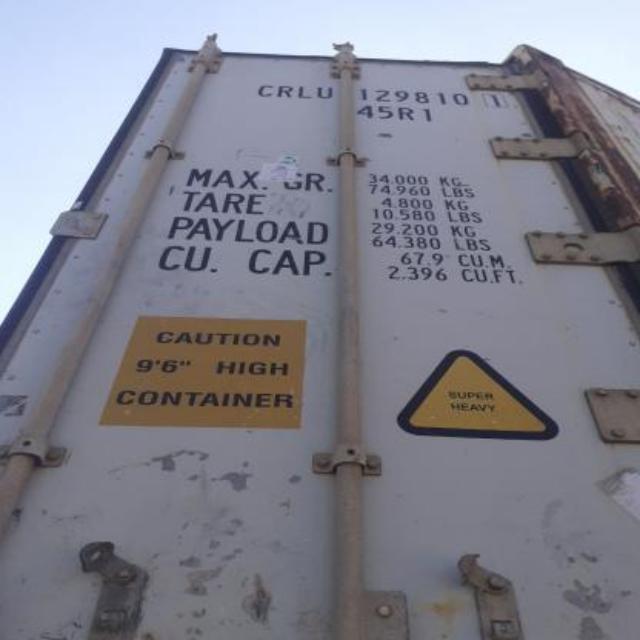 CRLU 129810 1
45R1
MAX. GR. 34.000 KG.
74.960 LBS
TARE 4.800 KG
10.580 LBS
PAYLOAD 29.200 KG
64.380 LBS
CU. CAP. 67.9 CU.M.
2.396 CU.FT.
CAUTION
9'6" HIGH
CONTAINER
SUPER
HEAVY